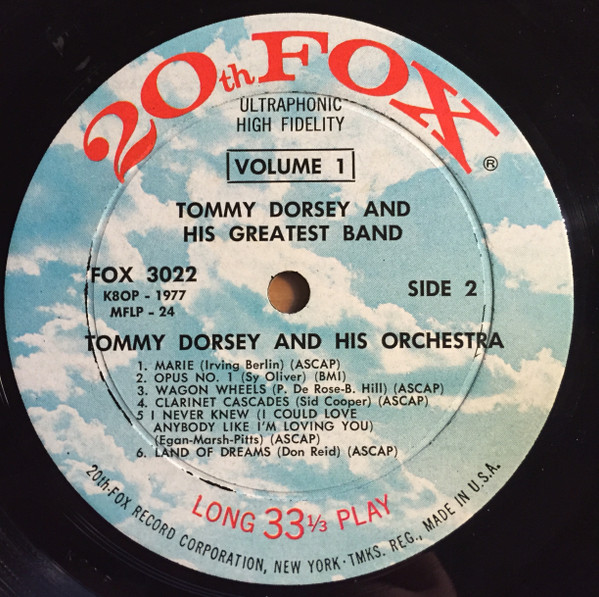 20th FOX
®
ULTRAPHONIC
HIGH FIDELITY
VOLUME 1
TOMMY DORSEY AND
HIS GREATEST BAND
FOX 3022
K8OP - 1977
MFLP - 24
SIDE 2
TOMMY DORSEY AND HIS ORCHESTRA
1. MARIE (Irving Berlin) (ASCAP)
2. OPUS NO. 1 (Sy Oliver) (BMI)
3. WAGON WHEELS (P. De Rose-B. Hill) (ASCAP)
4. CLARINET CASCADES (Sid Cooper) (ASCAP)
5 I NEVER KNEW (I COULD LOVE
ANYBODY LIKE I'M LOVING YOU)
(Egan-Marsh-Pitts) (ASCAP)
6. LAND OF DREAMS (Don Reid) (ASCAP)
LONG 33 1/3 PLAY
20th-FOX RECORD CORPORATION, NEW YORK • TMKS. REG., MADE IN U.S.A.